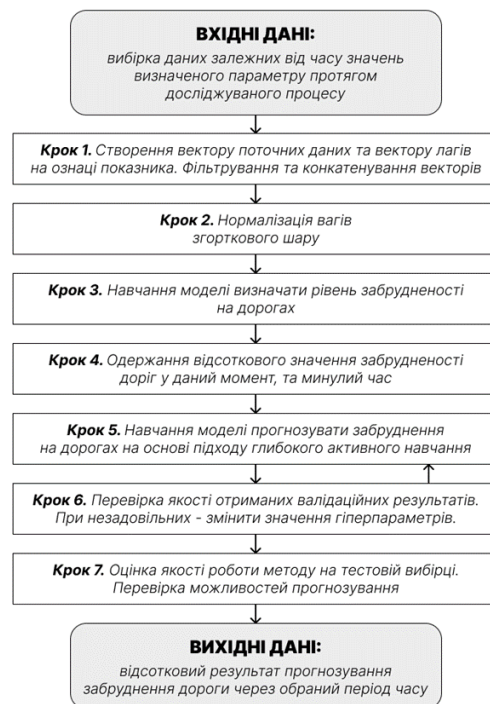 ВХІДНІ ДАНІ:
вибірка даних залежних від часу значень
визначеного параметру протягом
досліджуваного процесу
Крок 1. Створення вектору поточних даних та вектору лагів
на ознаці показника. Фільтрування та конкатенування векторів
Крок 2. Нормалізація вагів
згорткового шару
Крок 3. Навчання моделі визначати рівень забрудненості
на дорогах
Крок 4. Одержання відсоткового значення забрудненості
доріг у даний момент, та минулий час
Крок 5. Навчання моделі прогнозувати забруднення
на дорогах на основі підходу глибокого активного навчання
Крок 6. Перевірка якості отриманих валідаційних результатів.
При незадовільних - змінити значення гіперпараметрів.
Крок 7. Оцінка якості роботи методу на тестовій вибірці.
Перевірка можливостей прогнозування
ВИХІДНІ ДАНІ:
відсотковий результат прогнозування
забруднення дороги через обраний період часу